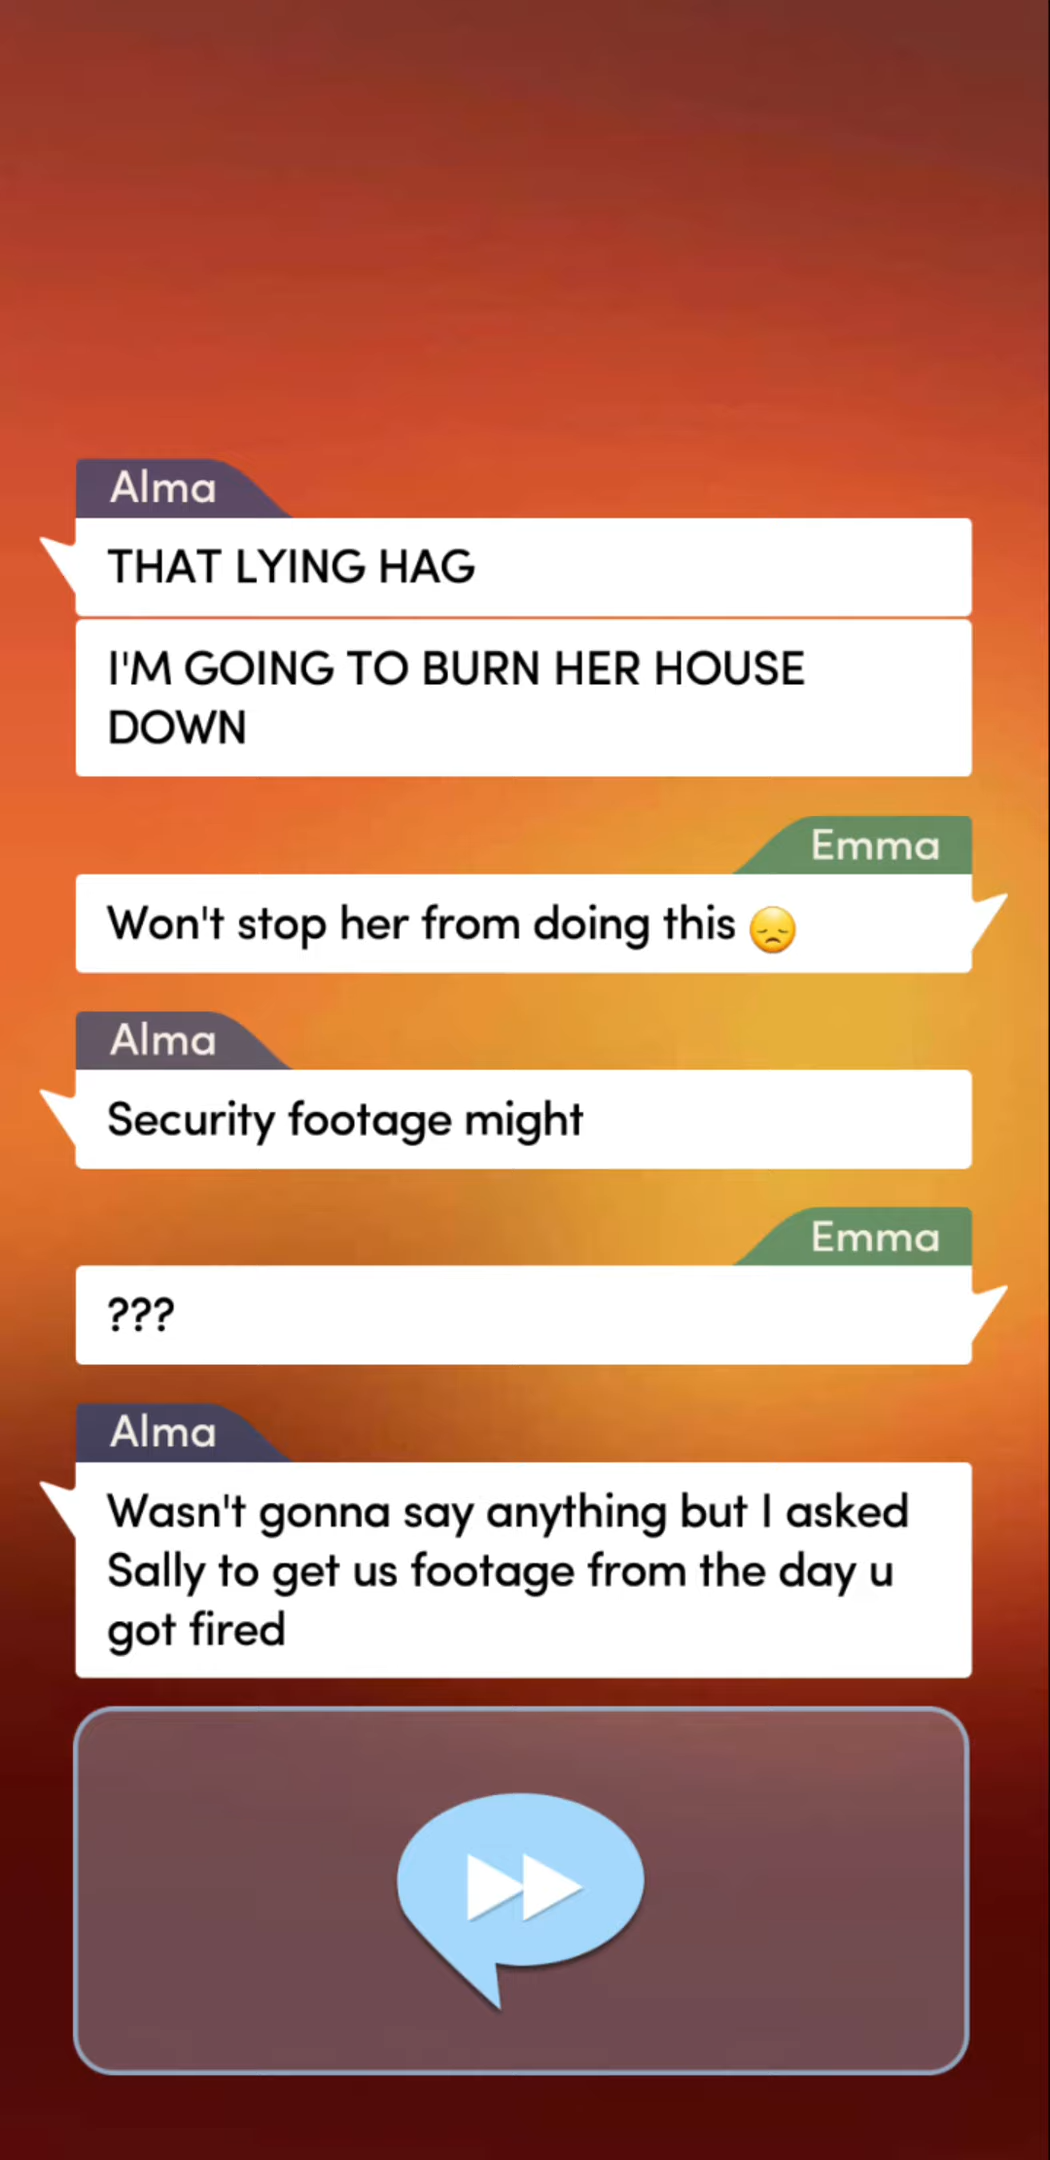 Alma
THAT LYING HAG
I'M GOING TO BURN HER HOUSE
DOWN
Emma
Won't stop her from doing this 😞
Alma
Security footage might
Emma
???
Alma
Wasn't gonna say anything but I asked
Sally to get us footage from the day u
got fired